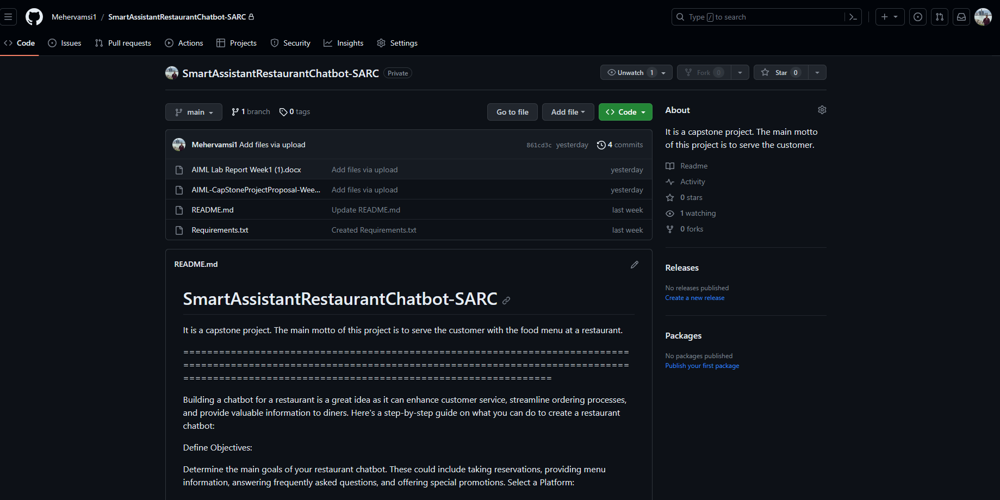 Mehervamsi1 / SmartAssistantRestaurantChatbot-SARC
Type / to search
Code Issues Pull requests Actions Projects Security Insights Settings
SmartAssistantRestaurantChatbot-SARC Private
Unwatch 1 Fork 0 Star 0
main 1 branch 0 tags Go to file Add file Code
Mehervamsi1 Add files via upload 861cd3c yesterday 4 commits
AIML Lab Report Week1 (1).docx Add files via upload yesterday
AIML-CapStoneProjectProposal-Wee... Add files via upload yesterday
README.md Update README.md last week
Requirements.txt Created Requirements.txt last week
README.md
SmartAssistantRestaurantChatbot-SARC
It is a capstone project. The main motto of this project is to serve the customer with the food menu at a restaurant.
===========================================================================
===========================================================================
==============================================================
Building a chatbot for a restaurant is a great idea as it can enhance customer service, streamline ordering processes,
and provide valuable information to diners. Here's a step-by-step guide on what you can do to create a restaurant
chatbot:
Define Objectives:
Determine the main goals of your restaurant chatbot. These could include taking reservations, providing menu
information, answering frequently asked questions, and offering special promotions. Select a Platform:
About
It is a capstone project. The main motto
of this project is to serve the customer.
Readme
Activity
0 stars
1 watching
0 forks
Releases
No releases published
Create a new release
Packages
No packages published
Publish your first package